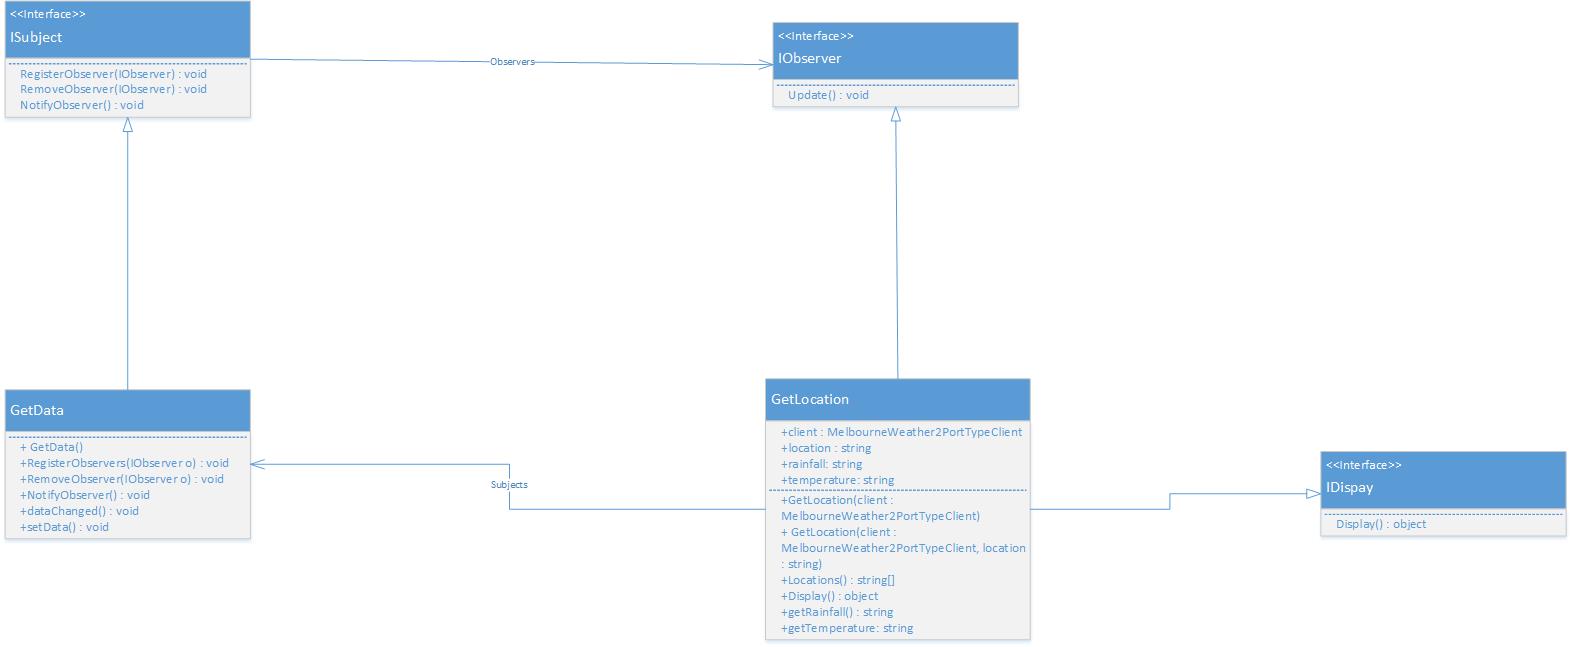 <<Interface>>
ISubject
RegisterObserver(IObserver) : void
RemoveObserver(IObserver) : void
NotifyObserver() : void
Observers
<<Interface>>
IObserver
Update() : void
GetData
+ GetData()
+RegisterObservers(IObserver o) : void
+RemoveObserver(IObserver o) : void
+NotifyObserver() : void
+dataChanged() : void
+setData() : void
Subjects
GetLocation
+client : MelbourneWeather2PortTypeClient
+location : string
+rainfall: string
+temperature: string
+GetLocation(client :
MelbourneWeather2PortTypeClient)
+ GetLocation(client :
MelbourneWeather2PortTypeClient, location
: string)
+Locations() : string[]
+Display() : object
+getRainfall() : string
+getTemperature: string
<<Interface>>
IDispay
Display() : object